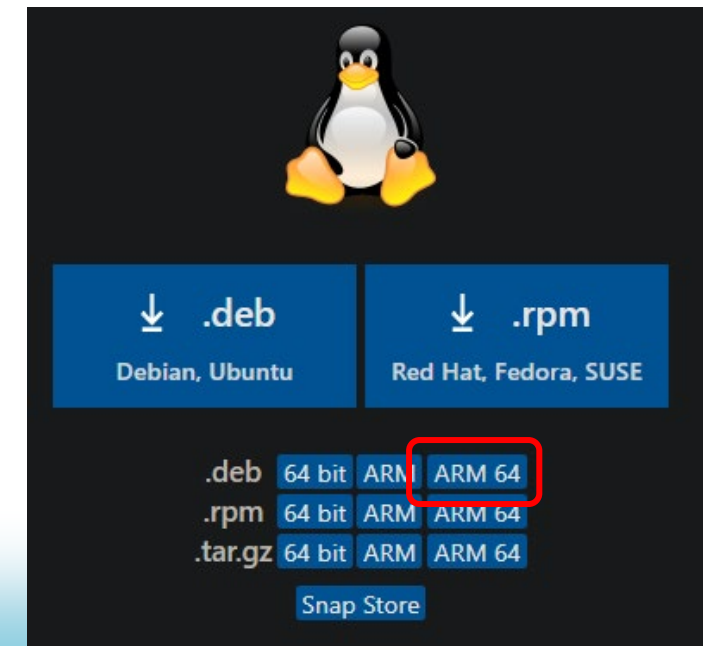 .deb
Debian, Ubuntu
.rpm
Red Hat, Fedora, SUSE
.deb 64 bit ARM ARM 64
.rpm 64 bit ARM ARM 64
.tar.gz 64 bit ARM ARM 64
Snap Store